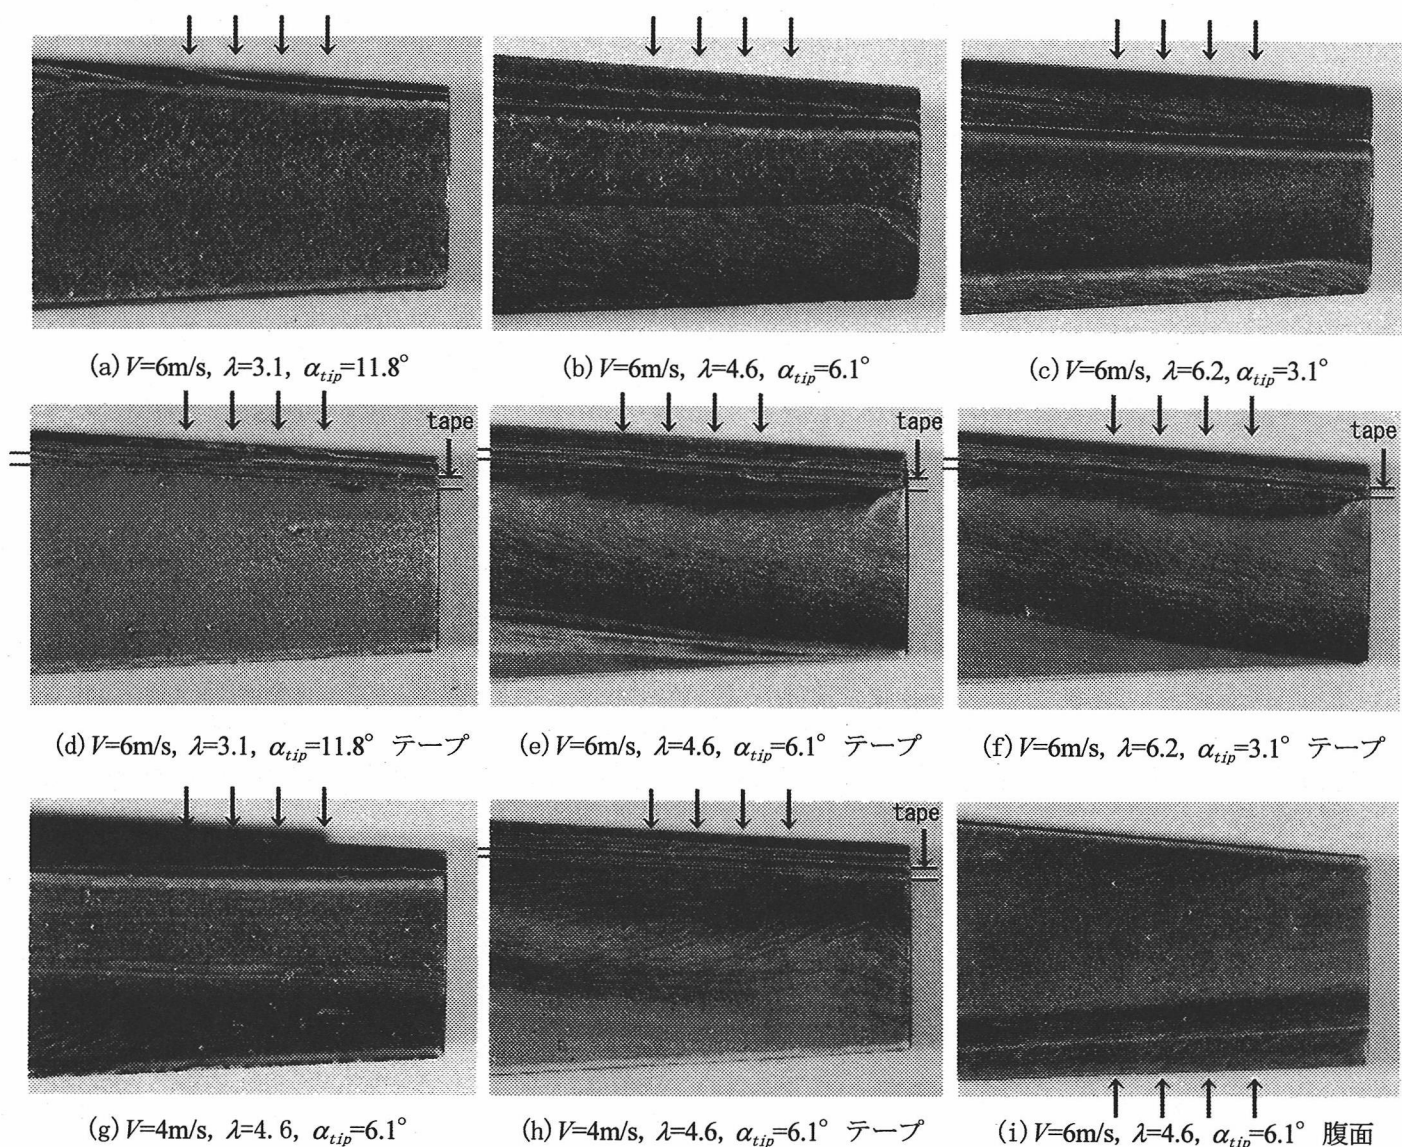 (a) V=6m/s, λ=3.1, α_tip=11.8°
(b) V=6m/s, λ=4.6, α_tip=6.1°
(c) V=6m/s, λ=6.2, α_tip=3.1°
tape
tape
tape
(d) V=6m/s, λ=3.1, α_tip=11.8° テープ
(e) V=6m/s, λ=4.6, α_tip=6.1° テープ
(f) V=6m/s, λ=6.2, α_tip=3.1° テープ
tape
(g) V=4m/s, λ=4.6, α_tip=6.1°
(h) V=4m/s, λ=4.6, α_tip=6.1° テープ
(i) V=6m/s, λ=4.6, α_tip=6.1° 腹面